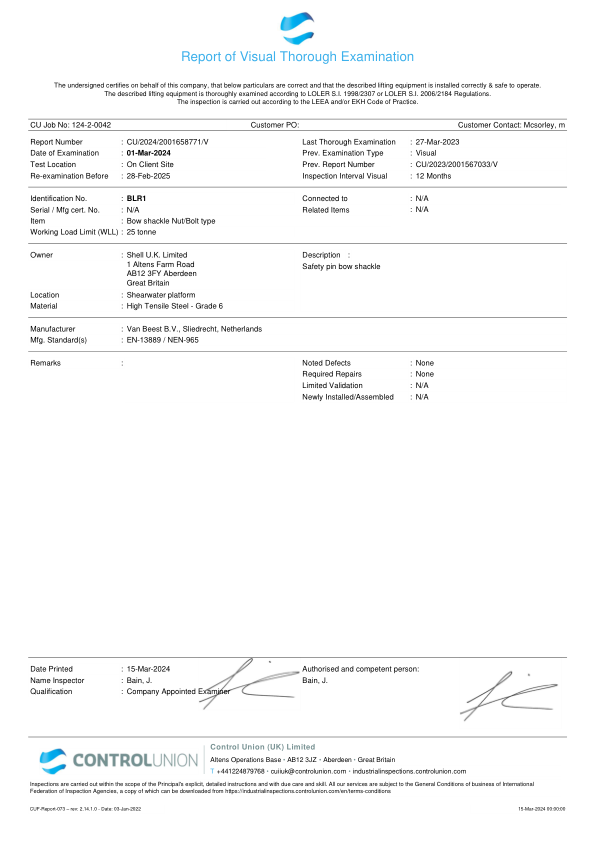 Report of Visual Thorough Examination
The undersigned certifies on behalf of this company, that below particulars are correct and that the described lifting equipment is installed correctly & safe to operate.
The described lifting equipment is thoroughly examined according to LOLER S.I. 1998/2307 or LOLER S.I. 2006/2184 Regulations.
The inspection is carried out according to the LEEA and/or EKH Code of Practice.
CU Job No: 124-2-0042 Customer PO: Customer Contact: Mcsorley, m
Report Number : CU/2024/2001658771/V Last Thorough Examination : 27-Mar-2023
Date of Examination : 01-Mar-2024 Prev. Examination Type : Visual
Test Location : On Client Site Prev. Report Number : CU/2023/2001567033/V
Re-examination Before : 28-Feb-2025 Inspection Interval Visual : 12 Months
Identification No. : BLR1 Connected to : N/A
Serial / Mfg cert. No. : N/A Related Items : N/A
Item : Bow shackle Nut/Bolt type
Working Load Limit (WLL) : 25 tonne
Owner : Shell U.K. Limited Description :
1 Altens Farm Road Safety pin bow shackle
AB12 3FY Aberdeen
Great Britain
Location : Shearwater platform
Material : High Tensile Steel - Grade 6
Manufacturer : Van Beest B.V., Sliedrecht, Netherlands
Mfg. Standard(s) : EN-13889 / NEN-965
Remarks : Noted Defects : None
Required Repairs : None
Limited Validation : N/A
Newly Installed/Assembled : N/A
Date Printed : 15-Mar-2024 Authorised and competent person:
Name Inspector : Bain, J. Bain, J.
Qualification : Company Appointed Examiner
CONTROLUNION
Control Union (UK) Limited
Altens Operations Base · AB12 3JZ · Aberdeen · Great Britain
T +441224879768 · cuiiuk@controlunion.com · industrialinspections.controlunion.com
Inspections are carried out within the scope of the Principal's explicit, detailed instructions and with due care and skill. All our services are subject to the General Conditions of business of International
Federation of Inspection Agencies, a copy of which can be downloaded from https://industrialinspections.controlunion.com/en/terms-conditions
CUF-Report-073 – rev: 2.14.1.0 - Date: 03-Jun-2022 15-Mar-2024 00:00:00